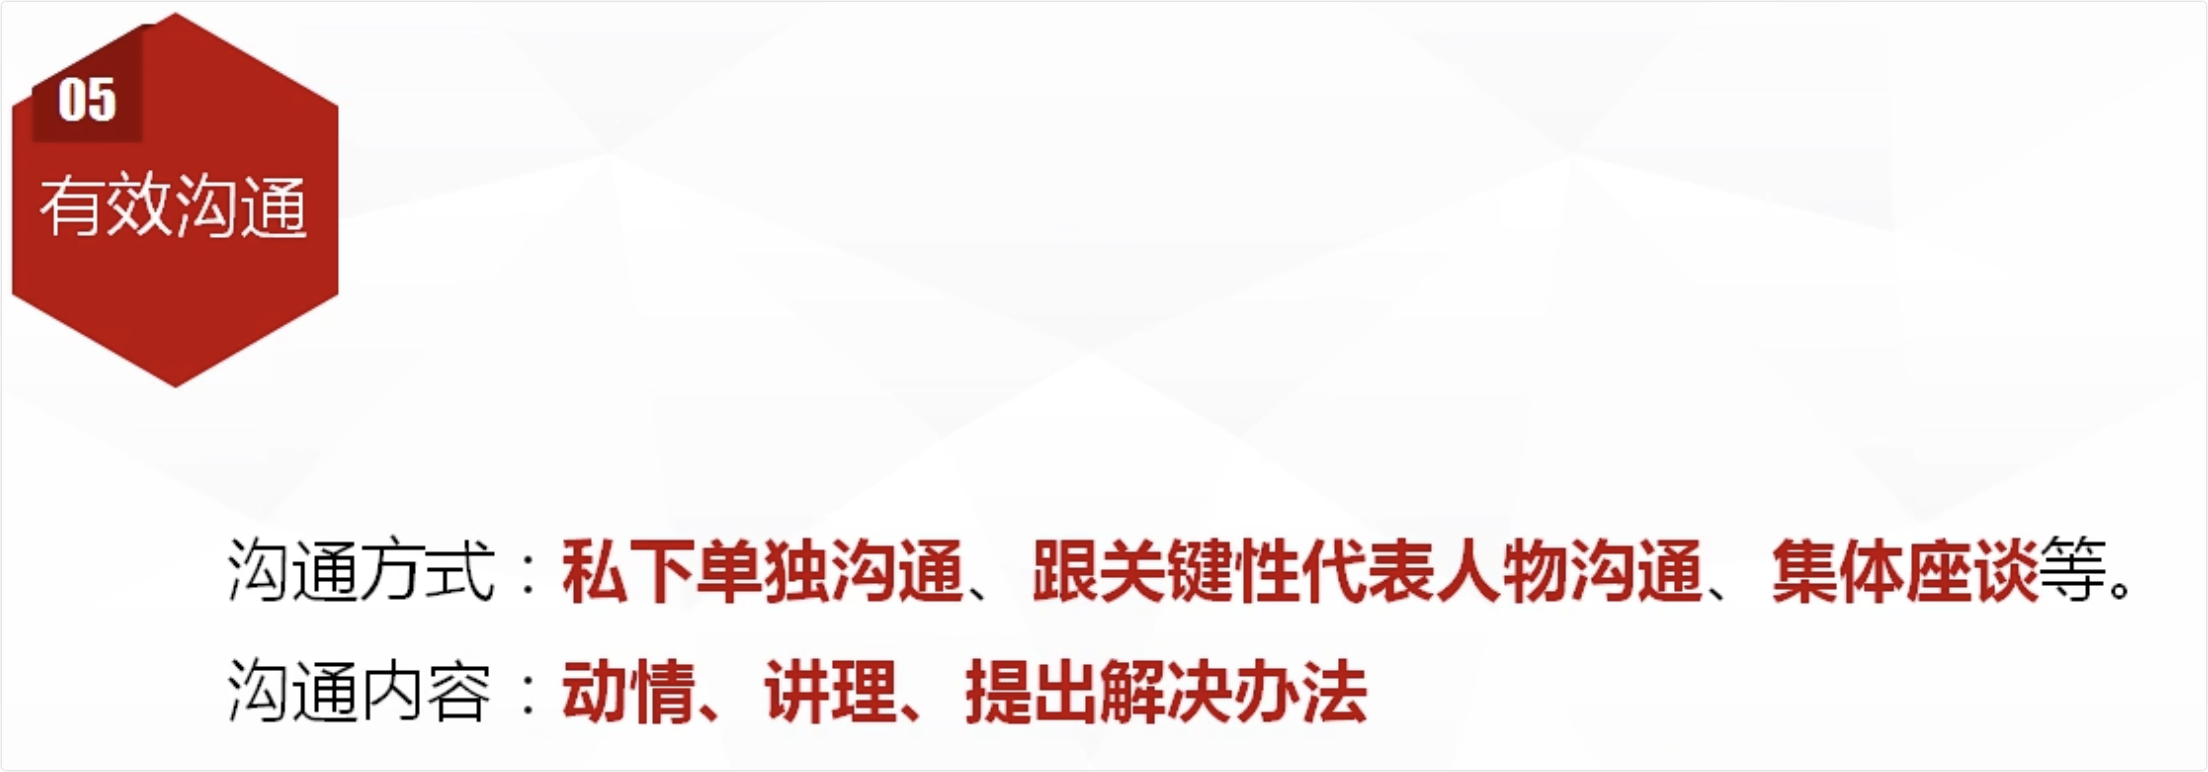 05
有效沟通
沟通方式：私下单独沟通、跟关键性代表人物沟通、集体座谈等。
沟通内容：动情、讲理、提出解决办法